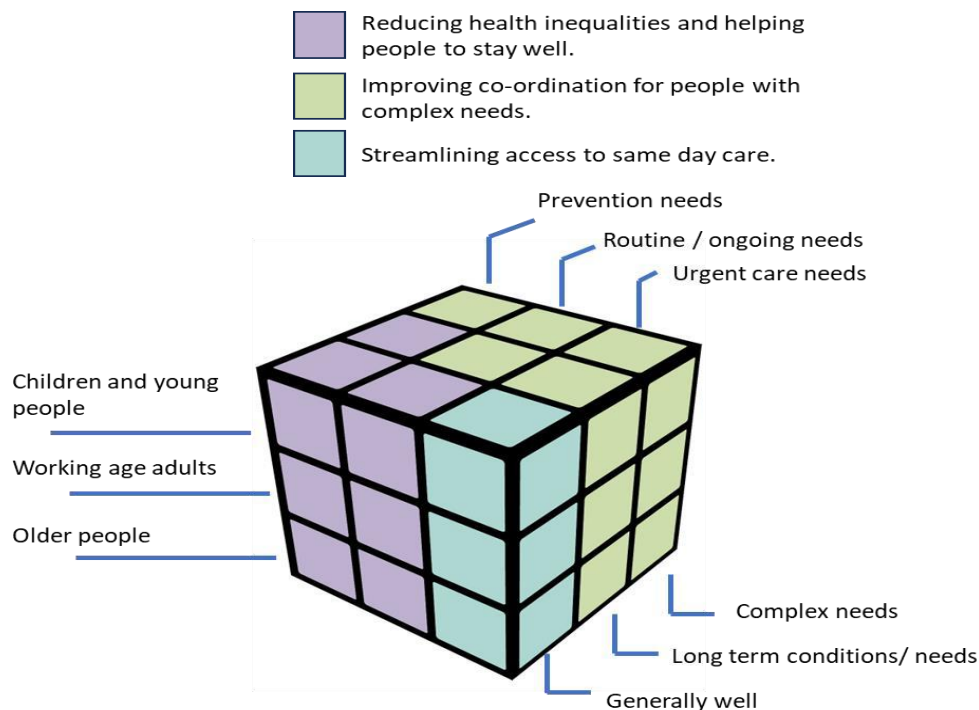 Reducing health inequalities and helping
people to stay well.
Improving co-ordination for people with
complex needs.
Streamlining access to same day care.
Prevention needs
Routine / ongoing needs
Urgent care needs
Children and young
people
Working age adults
Older people
Complex needs
Long term conditions/ needs
Generally well